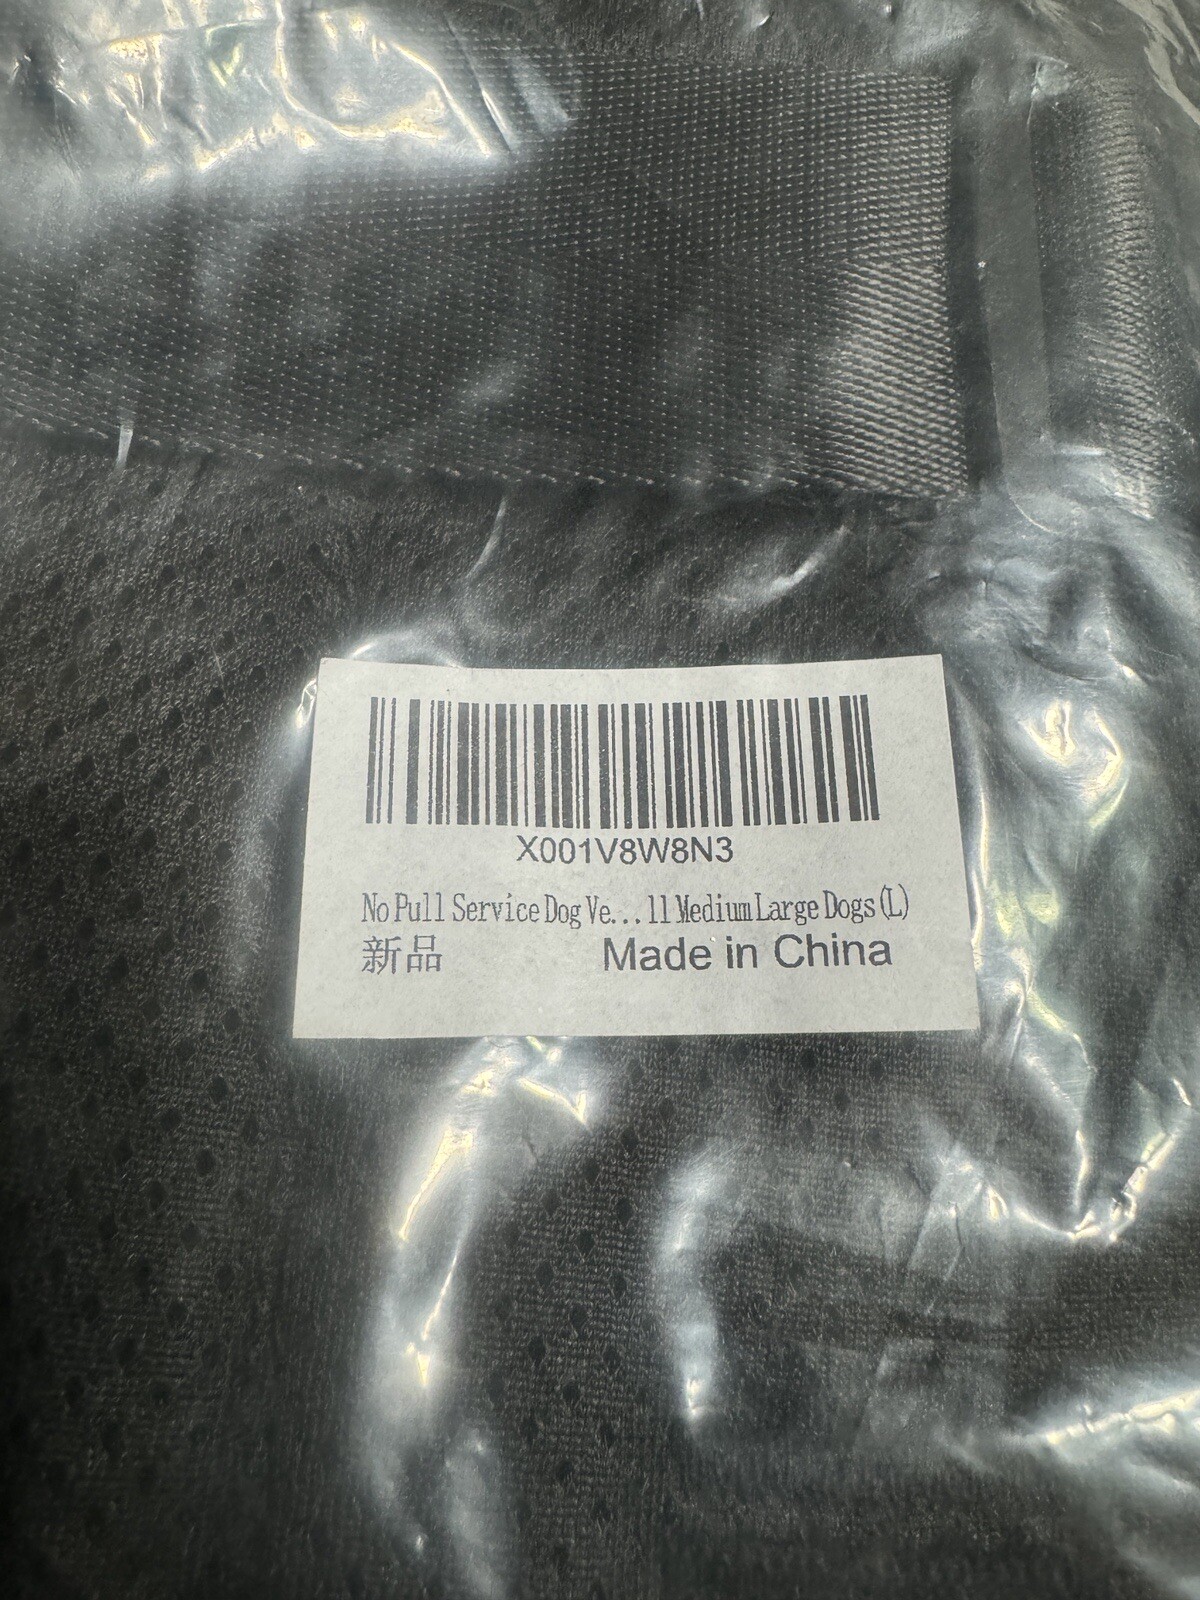 X001V8W8N3
No Pull Service Dog Ve...ll Medium Large Dogs (L)
新品 Made in China